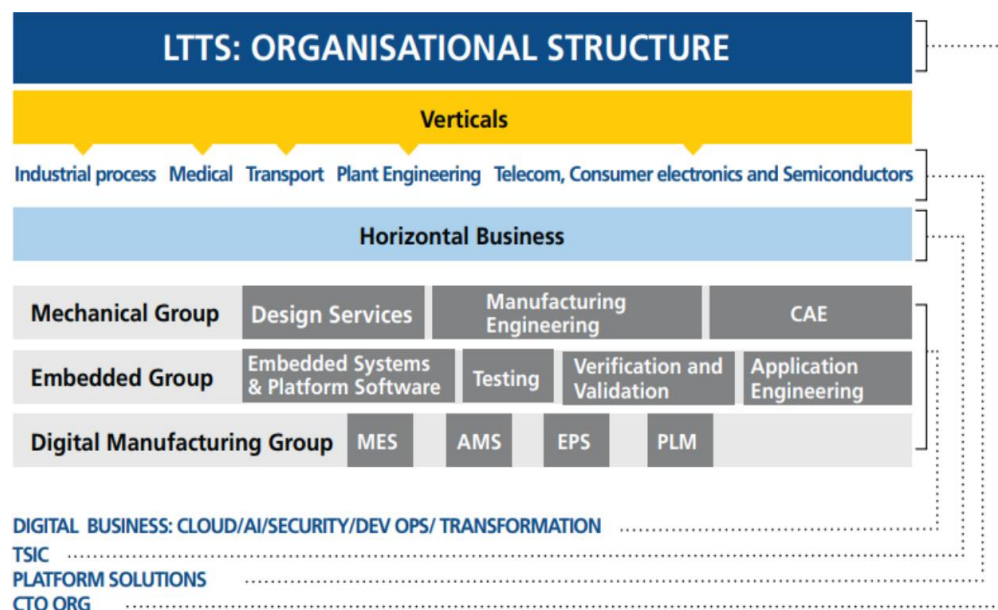 LTTS: ORGANISATIONAL STRUCTURE
Verticals
Industrial process Medical Transport Plant Engineering Telecom, Consumer electronics and Semiconductors
Horizontal Business
Mechanical Group
Design Services
Manufacturing
Engineering
CAE
Embedded Group
Embedded Systems
& Platform Software
Testing
Verification and
Validation
Application
Engineering
Digital Manufacturing Group
MES
AMS
EPS
PLM
DIGITAL BUSINESS: CLOUD/AI/SECURITY/DEV OPS/ TRANSFORMATION
TSIC
PLATFORM SOLUTIONS
CTO ORG